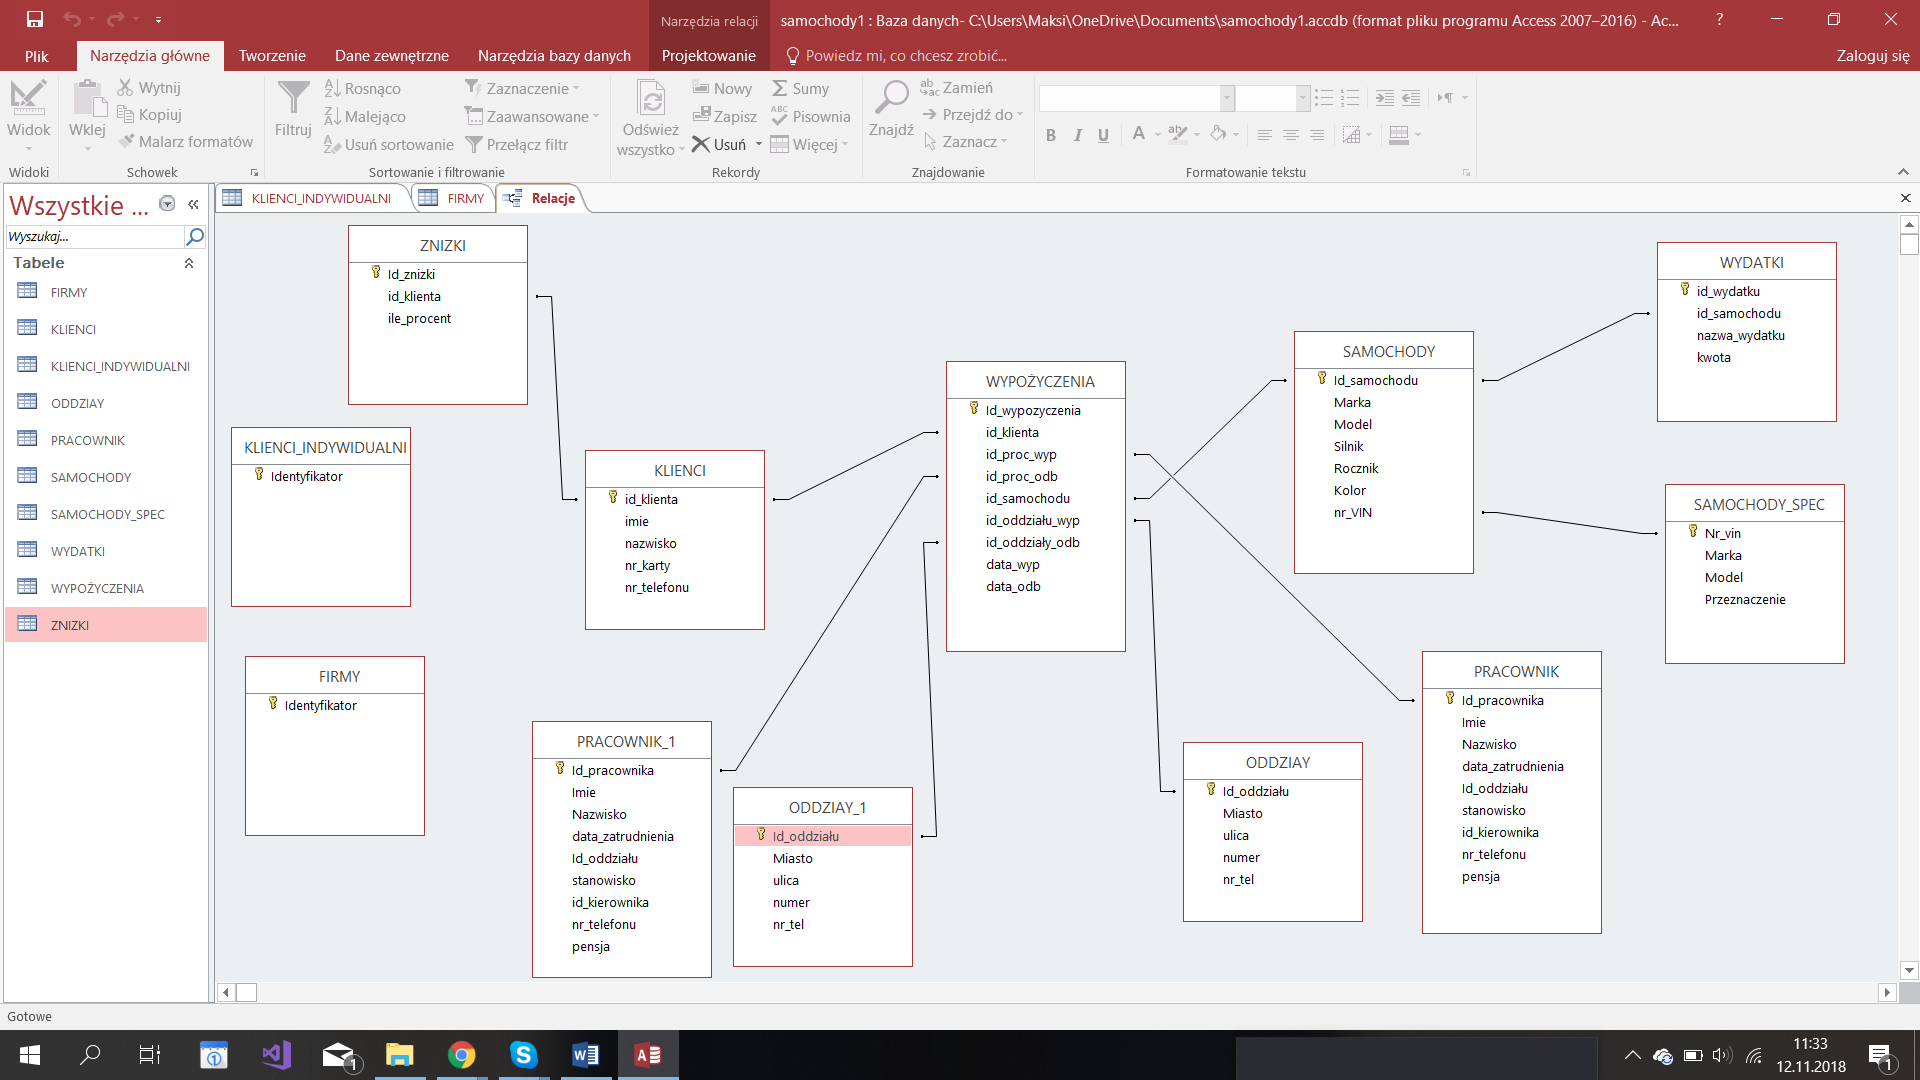 Narzędzia relacji
samochody1 : Baza danych- C:\Users\Maksi\OneDrive\Documents\samochody1.accdb (format pliku programu Access 2007–2016) - Ac...
?
Plik
Narzędzia główne
Tworzenie
Dane zewnętrzne
Narzędzia bazy danych
Projektowanie
Powiedz mi, co chcesz zrobić...
Zaloguj się
Widok
Widoki
Wklej
Wytnij
Kopiuj
Malarz formatów
Schowek
Filtruj
Rosnąco
Malejąco
Usuń sortowanie
Zaznaczenie
Zaawansowane
Przełącz filtr
Sortowanie i filtrowanie
Odśwież
wszystko
Nowy
Zapisz
Usuń
Sumy
Pisownia
Więcej
Rekordy
Znajdź
Zamień
Przejdź do
Zaznacz
Znajdowanie
B I U A
Formatowanie tekstu
Wszystkie ...
Wyszukaj...
Tabele
FIRMY
KLIENCI
KLIENCI_INDYWIDUALNI
ODDZIAY
PRACOWNIK
SAMOCHODY
SAMOCHODY_SPEC
WYDATKI
WYPOŻYCZENIA
ZNIZKI
KLIENCI_INDYWIDUALNI
FIRMY
Relacje
ZNIZKI
Id_znizki
id_klienta
ile_procent
KLIENCI_INDYWIDUALNI
Identyfikator
FIRMY
Identyfikator
KLIENCI
id_klienta
imie
nazwisko
nr_karty
nr_telefonu
PRACOWNIK_1
Id_pracownika
Imie
Nazwisko
data_zatrudnienia
Id_oddziału
stanowisko
id_kierownika
nr_telefonu
pensja
ODDZIAY_1
Id_oddziału
Miasto
ulica
numer
nr_tel
WYPOŻYCZENIA
Id_wypozyczenia
id_klienta
id_proc_wyp
id_proc_odb
id_samochodu
id_oddziału_wyp
id_oddziały_odb
data_wyp
data_odb
SAMOCHODY
Id_samochodu
Marka
Model
Silnik
Rocznik
Kolor
nr_VIN
WYDATKI
id_wydatku
id_samochodu
nazwa_wydatku
kwota
SAMOCHODY_SPEC
Nr_vin
Marka
Model
Przeznaczenie
ODDZIAY
Id_oddziału
Miasto
ulica
numer
nr_tel
PRACOWNIK
Id_pracownika
Imie
Nazwisko
data_zatrudnienia
Id_oddziału
stanowisko
id_kierownika
nr_telefonu
pensja
Gotowe
11:33
12.11.2018